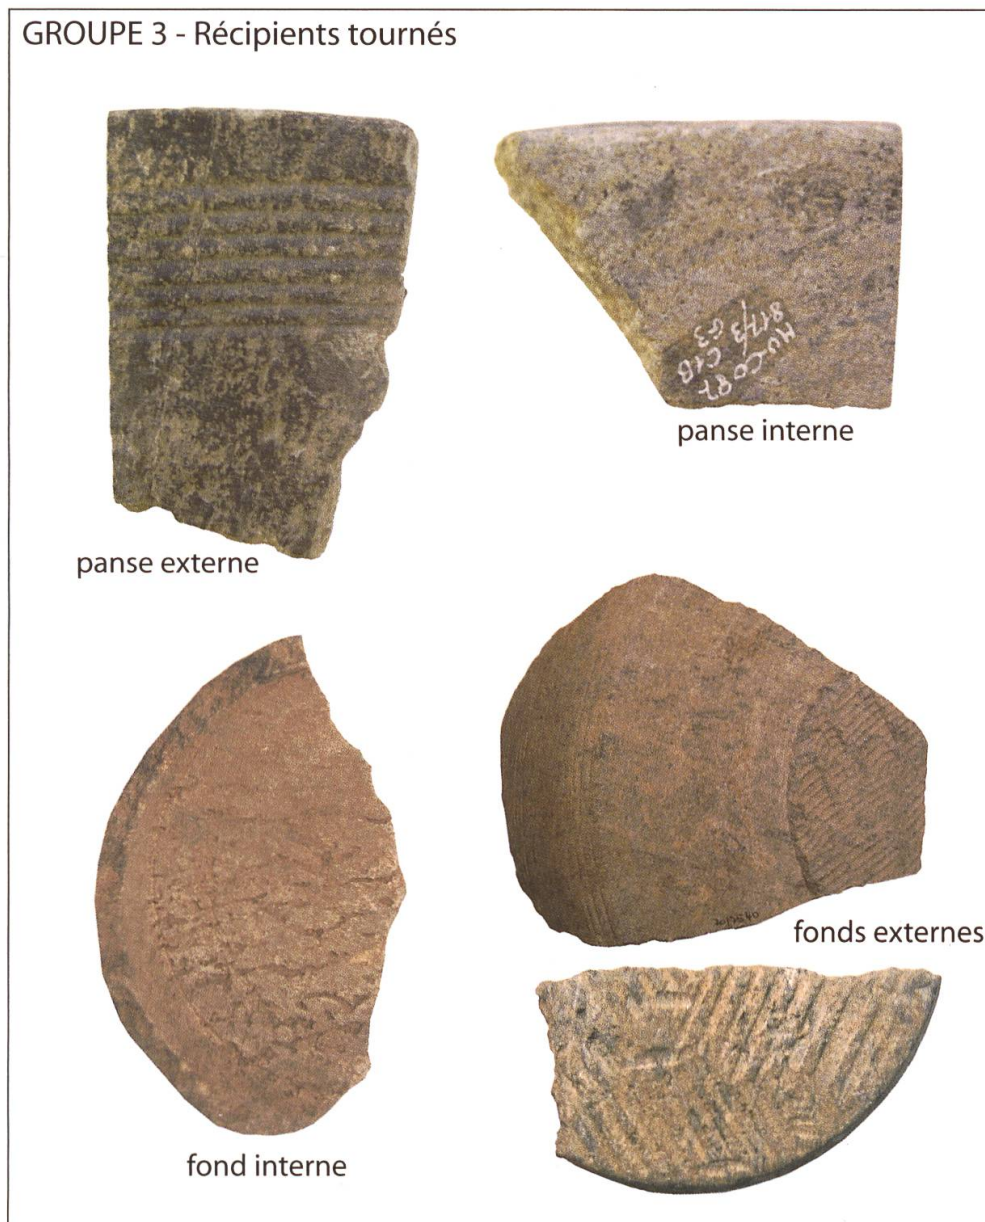 GROUPE 3 - Récipients tournés
panse externe
panse interne
fond interne
fonds externes